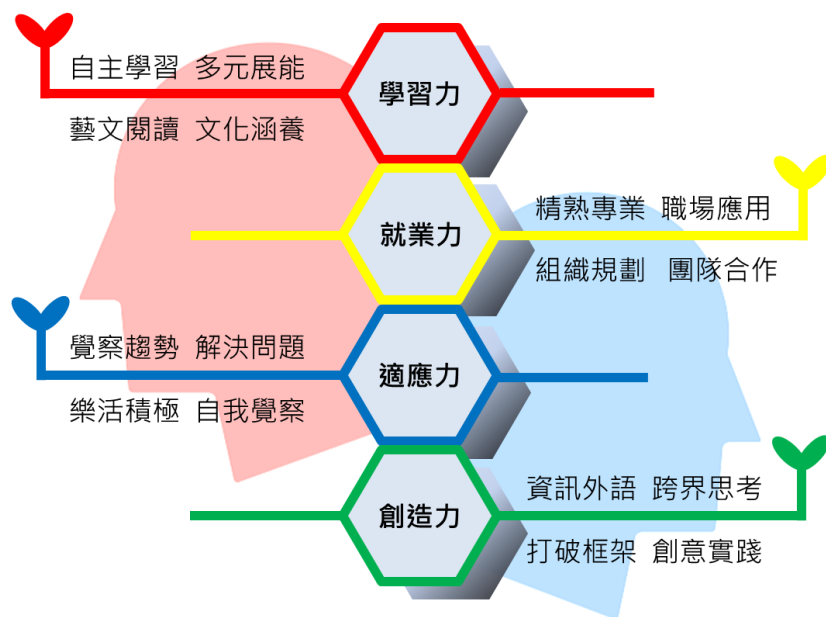 學習力
自主學習 多元展能
藝文閱讀 文化涵養
就業力
精熟專業 職場應用
組織規劃 團隊合作
適應力
覺察趨勢 解決問題
樂活積極 自我覺察
創造力
資訊外語 跨界思考
打破框架 創意實踐